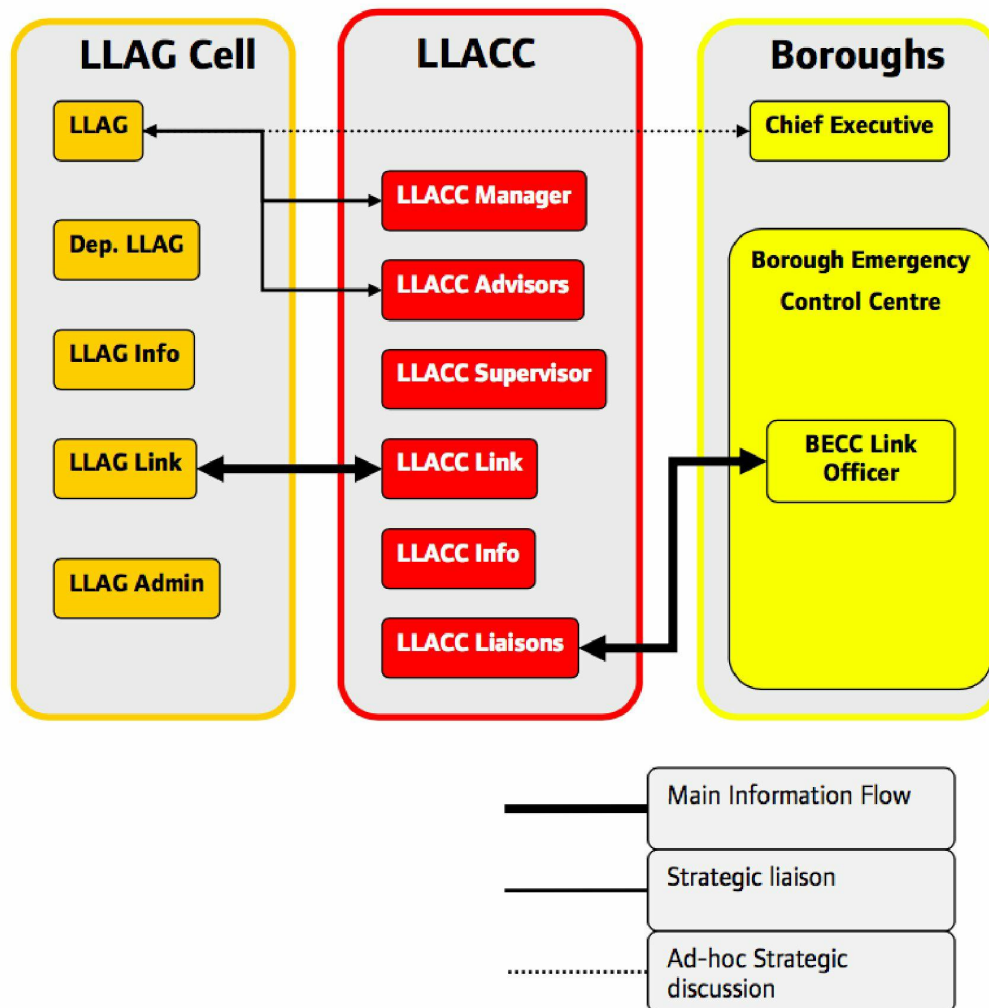 LLAG Cell
LLAG
Dep. LLAG
LLAG Info
LLAG Link
LLAG Admin
LLACC
LLACC Manager
LLACC Advisors
LLACC Supervisor
LLACC Link
LLACC Info
LLACC Liaisons
Boroughs
Chief Executive
Borough Emergency
Control Centre
BECC Link
Officer
Main Information Flow
Strategic liaison
Ad-hoc Strategic
discussion